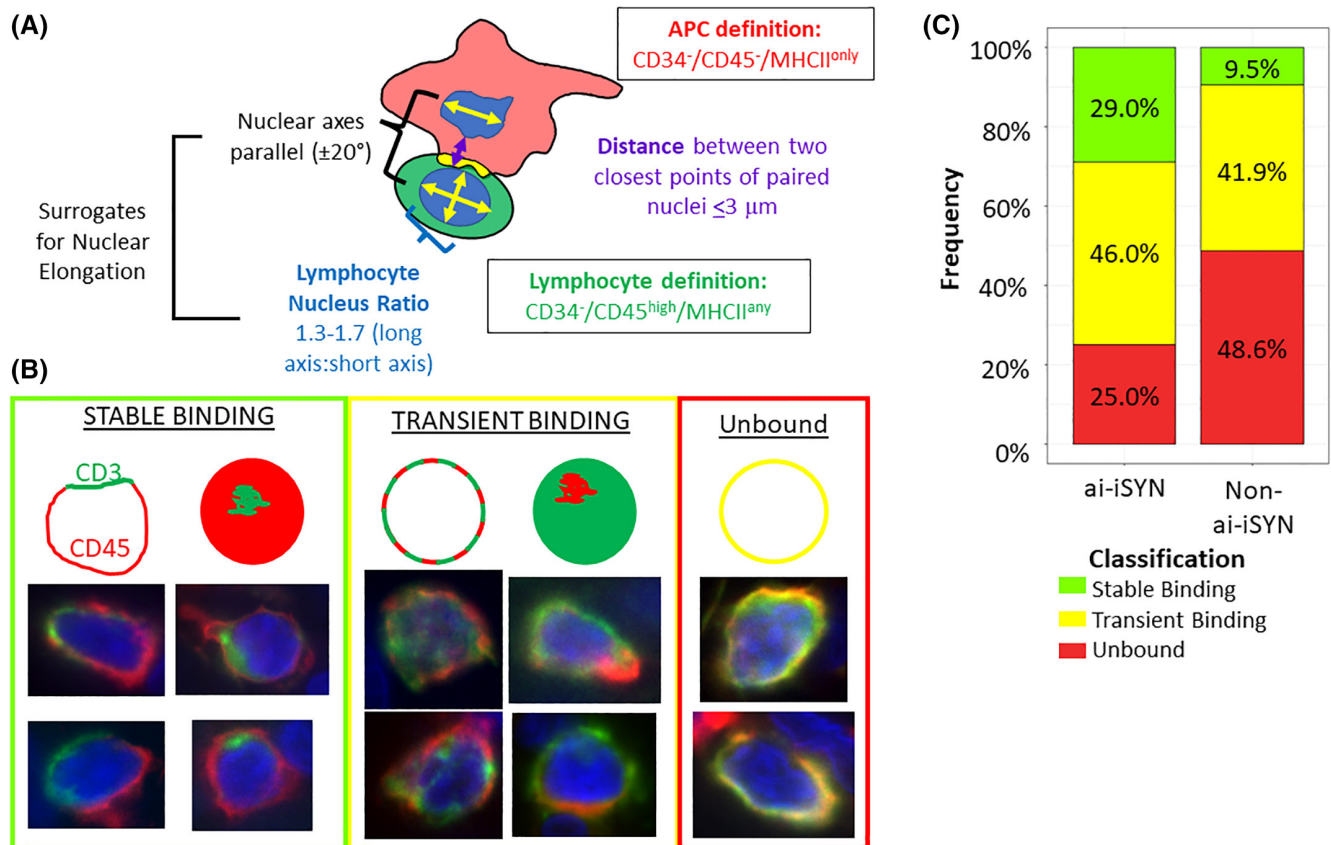 (A)
APC definition:
CD34⁻/CD45⁻/MHCII^only
Nuclear axes
parallel (±20°)
Distance between two
closest points of paired
nuclei ≤3 μm
Surrogates
for Nuclear
Elongation
Lymphocyte
Nucleus Ratio
1.3-1.7 (long
axis:short axis)
Lymphocyte definition:
CD34⁻/CD45^high/MHCII^any
(B)
STABLE BINDING
CD3
CD45
TRANSIENT BINDING
Unbound
(C)
Frequency
100%
80%
60%
40%
20%
0%
29.0%
46.0%
25.0%
9.5%
41.9%
48.6%
ai-iSYN
Non-
ai-iSYN
Classification
Stable Binding
Transient Binding
Unbound